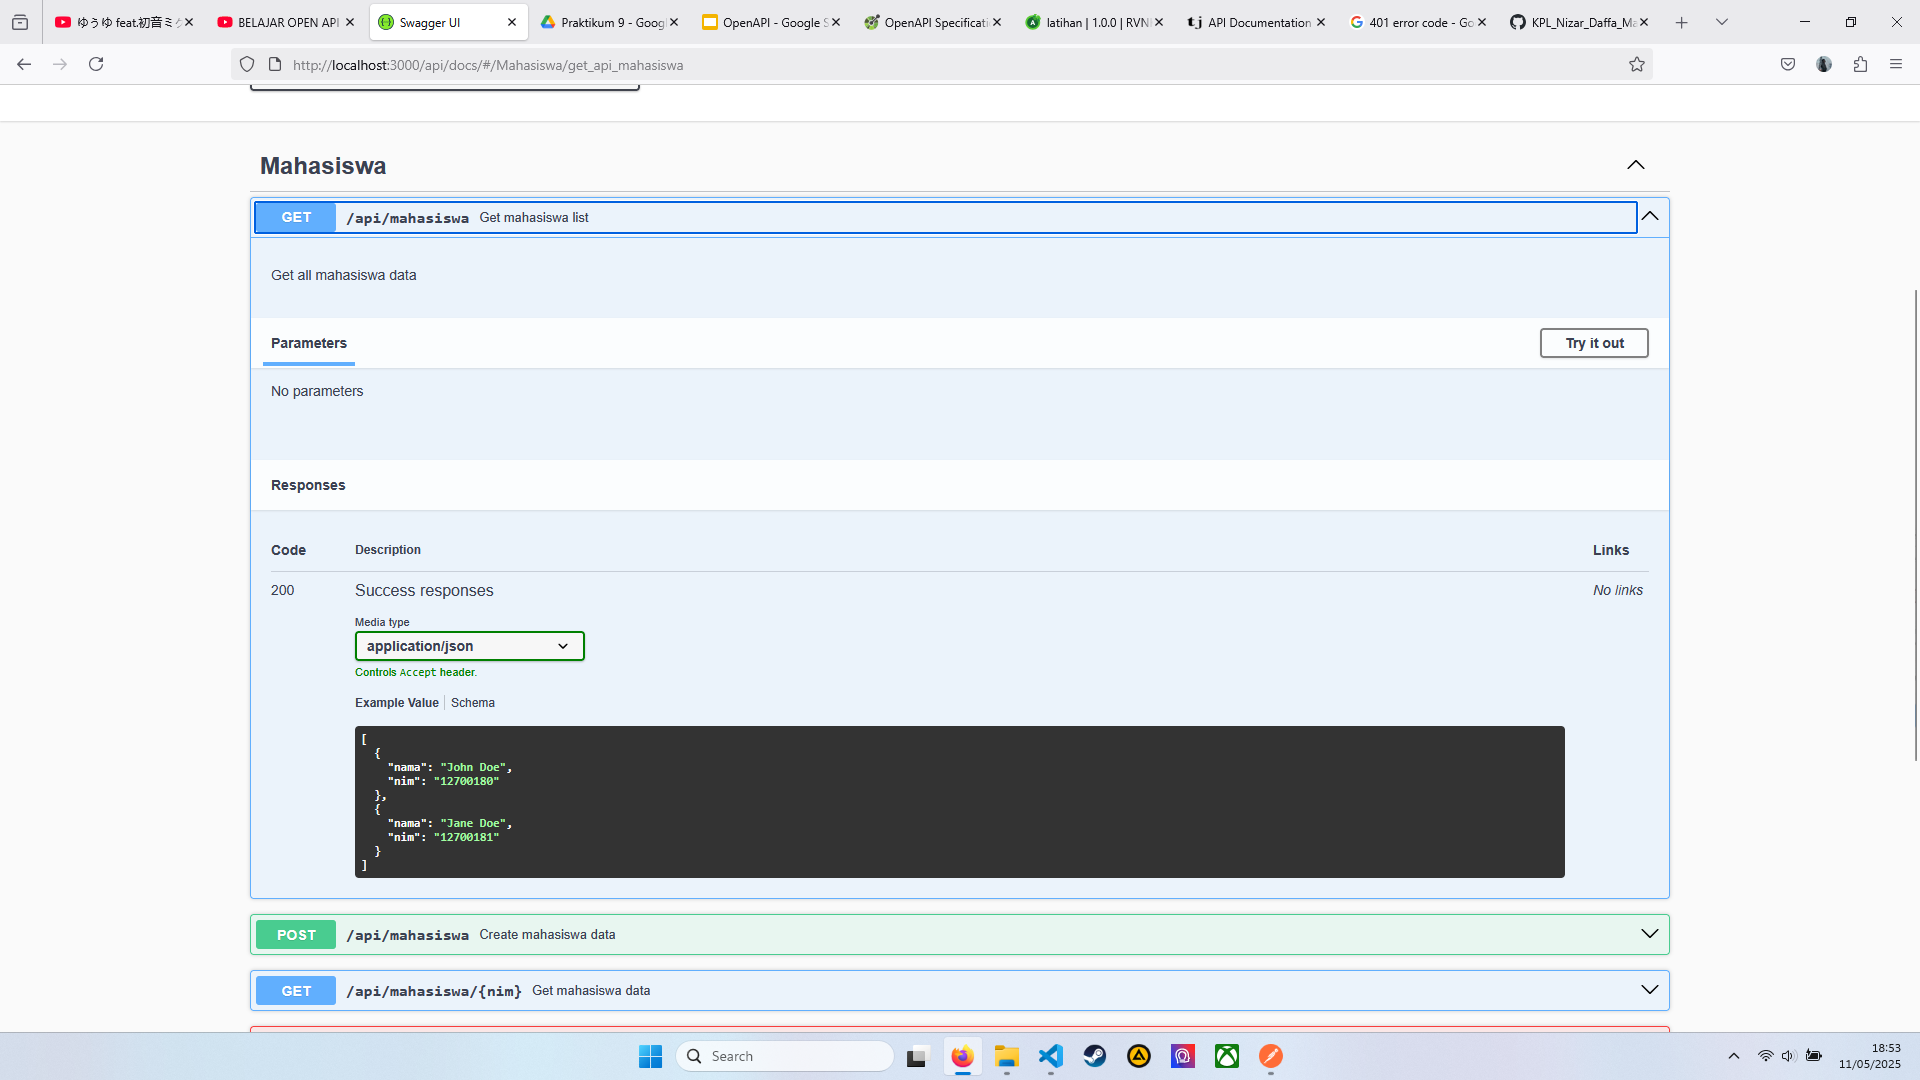 ゆうゆ feat.初音ミク
BELAJAR OPEN API
Swagger UI
Praktikum 9 - Goog
OpenAPI - Google S
OpenAPI Specificati
latihan | 1.0.0 | RVN
API Documentation
401 error code - Go
KPL_Nizar_Daffa_Ma
http://localhost:3000/api/docs/#/Mahasiswa/get_api_mahasiswa
Mahasiswa
GET /api/mahasiswa Get mahasiswa list
Get all mahasiswa data
Parameters
Try it out
No parameters
Responses
Code Description Links
200 Success responses No links
Media type
application/json
Controls Accept header.
Example Value Schema
[
{
"nama": "John Doe",
"nim": "12700180"
},
{
"nama": "Jane Doe",
"nim": "12700181"
}
]
POST /api/mahasiswa Create mahasiswa data
GET /api/mahasiswa/{nim} Get mahasiswa data
Search
18:53
11/05/2025